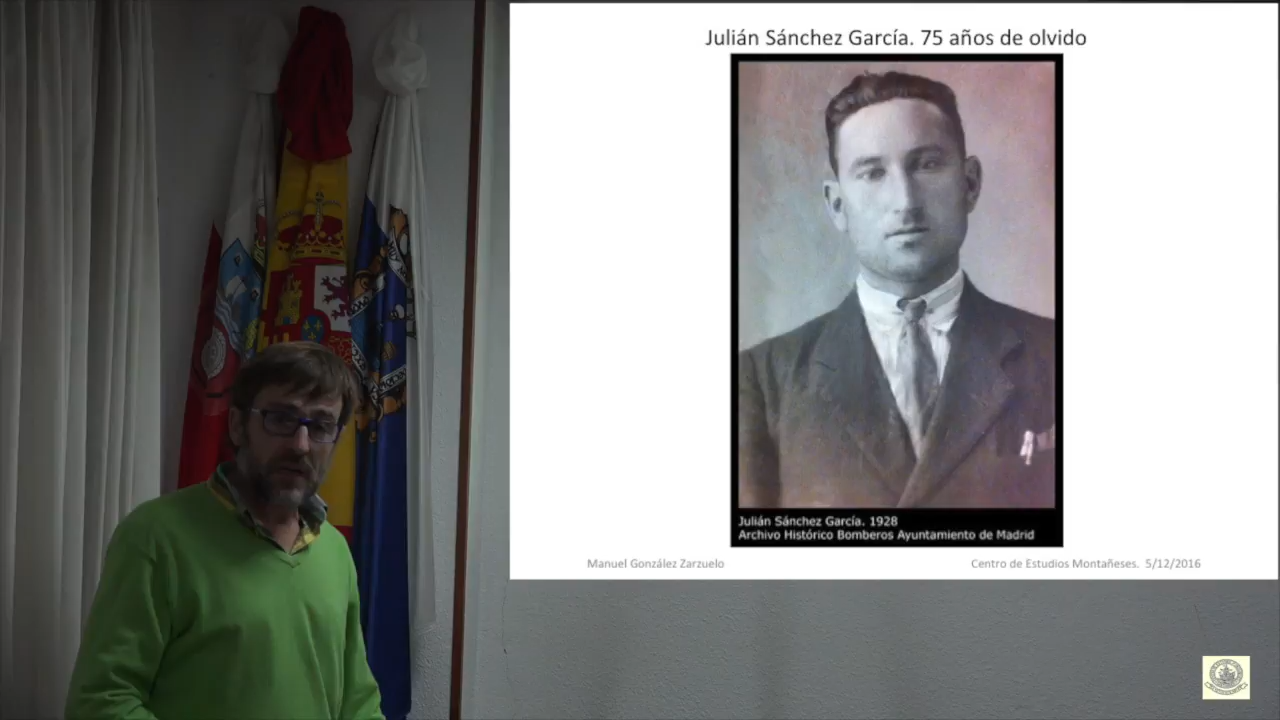 Julián Sánchez García. 75 años de olvido
Julián Sánchez García. 1928
Archivo Histórico Bomberos Ayuntamiento de Madrid
Manuel González Zarzuelo
Centro de Estudios Montañeses. 5/12/2016